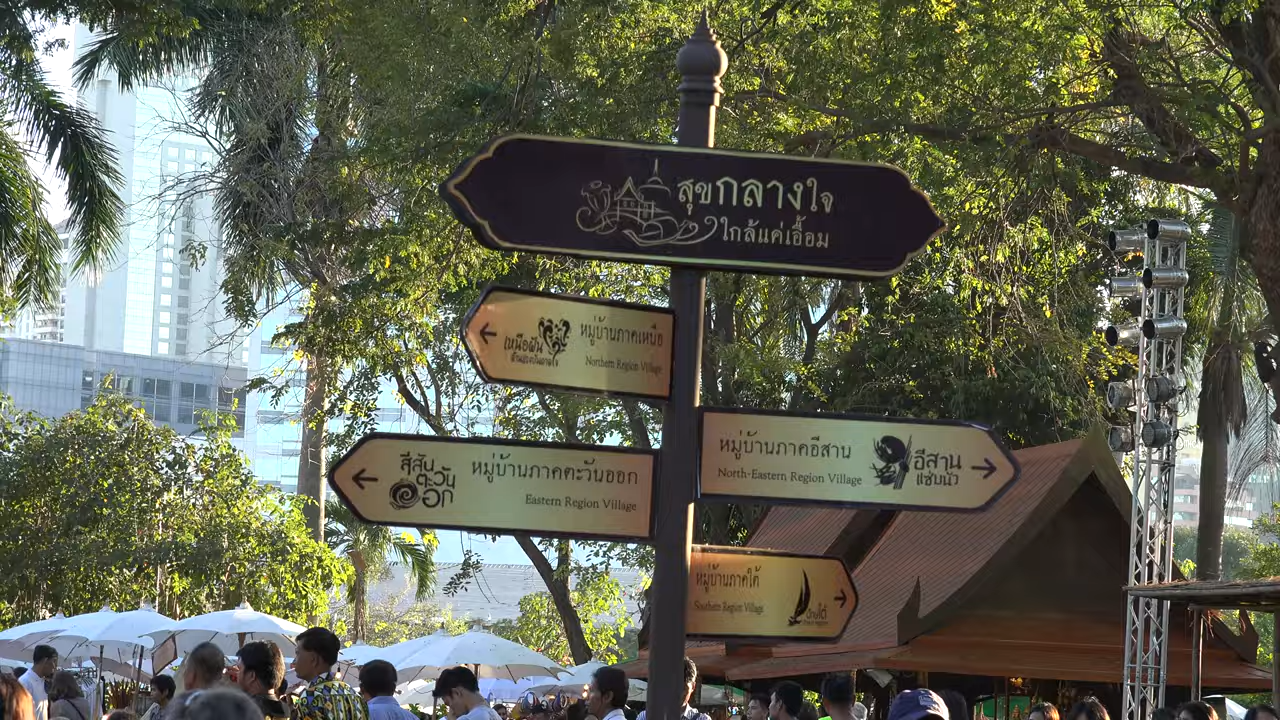 สุขกลางใจ
ใกล้แค่เอื้อม
หมู่บ้านภาคเหนือ
เหนือฝัน
Northern Region Village
หมู่บ้านภาคตะวันออก
สีสัน
ตะวัน
ออก
Eastern Region Village
หมู่บ้านภาคอีสาน
North-Eastern Region Village
อีสาน
แซ่บนัว
หมู่บ้านภาคใต้
Southern Region Village